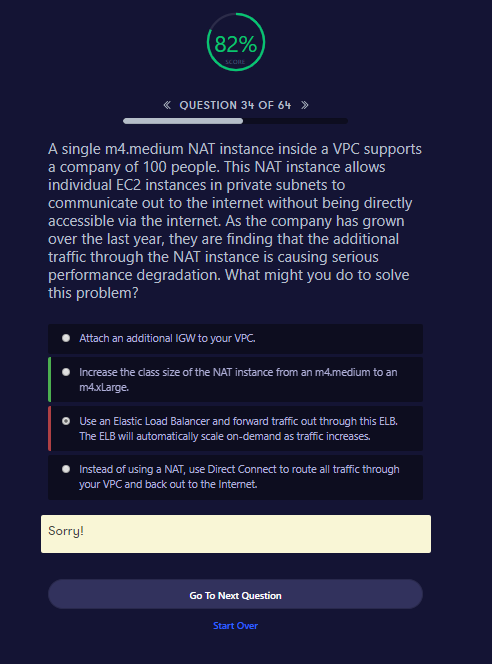 82%
SCORE
« QUESTION 34 OF 64 »
A single m4.medium NAT instance inside a VPC supports
a company of 100 people. This NAT instance allows
individual EC2 instances in private subnets to
communicate out to the internet without being directly
accessible via the internet. As the company has grown
over the last year, they are finding that the additional
traffic through the NAT instance is causing serious
performance degradation. What might you do to solve
this problem?
Attach an additional IGW to your VPC.
Increase the class size of the NAT instance from an m4.medium to an
m4.xLarge.
Use an Elastic Load Balancer and forward traffic out through this ELB.
The ELB will automatically scale on-demand as traffic increases.
Instead of using a NAT, use Direct Connect to route all traffic through
your VPC and back out to the Internet.
Sorry!
Go To Next Question
Start Over